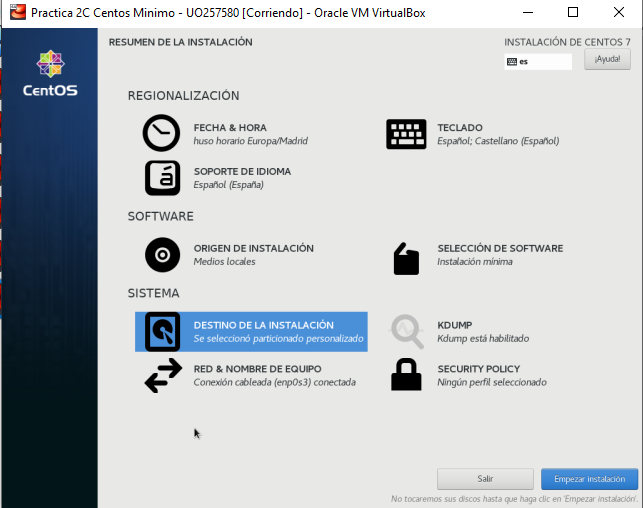 Practica 2C Centos Minimo - UO257580 [Corriendo] - Oracle VM VirtualBox
RESUMEN DE LA INSTALACIÓN
INSTALACIÓN DE CENTOS 7
es
¡Ayuda!
CentOS
REGIONALIZACIÓN
FECHA & HORA
huso horario Europa/Madrid
TECLADO
Español; Castellano (Español)
SOPORTE DE IDIOMA
Español (España)
SOFTWARE
ORIGEN DE INSTALACIÓN
Medios locales
SELECCIÓN DE SOFTWARE
Instalación mínima
SISTEMA
DESTINO DE LA INSTALACIÓN
Se seleccionó particionado personalizado
KDUMP
Kdump está habilitado
RED & NOMBRE DE EQUIPO
Conexión cableada (enp0s3) conectada
SECURITY POLICY
Ningún perfil seleccionado
Salir
Empezar instalación
No tocaremos sus discos hasta que haga clic en 'Empezar instalación'.